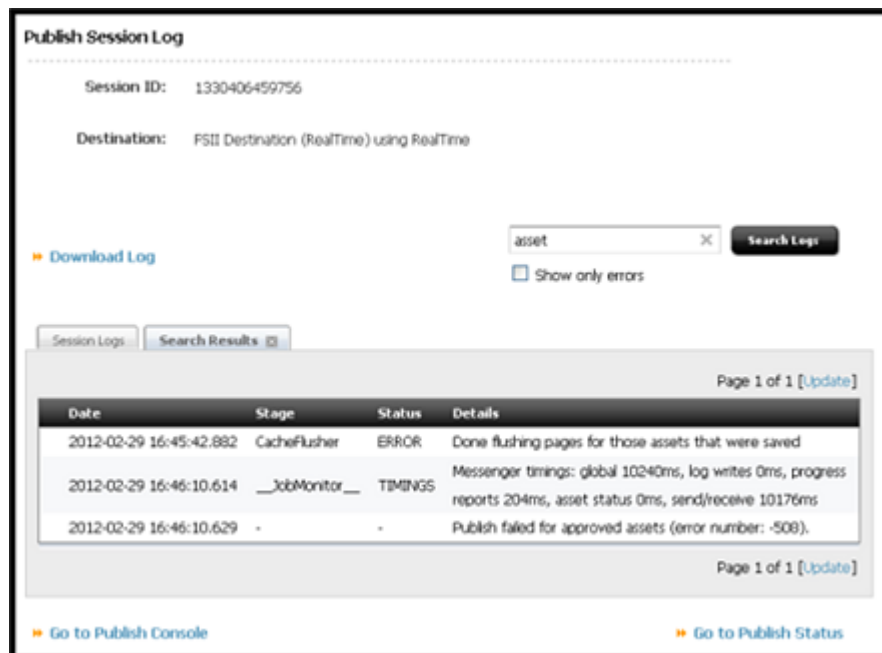 Publish Session Log
Session ID: 1330406459756
Destination: FSII Destination (RealTime) using RealTime
asset
Search Logs
Download Log
Show only errors
Session Logs
Search Results
Page 1 of 1 [Update]
Date Stage Status Details
2012-02-29 16:45:42.882 CacheFlusher ERROR Done flushing pages for those assets that were saved
2012-02-29 16:46:10.614 __JobMonitor__ TIMINGS Messenger timings: global 10240ms, log writes 0ms, progress
reports 204ms, asset status 0ms, send/receive 10176ms
2012-02-29 16:46:10.629 - - Publish failed for approved assets (error number: -508).
Page 1 of 1 [Update]
Go to Publish Console
Go to Publish Status